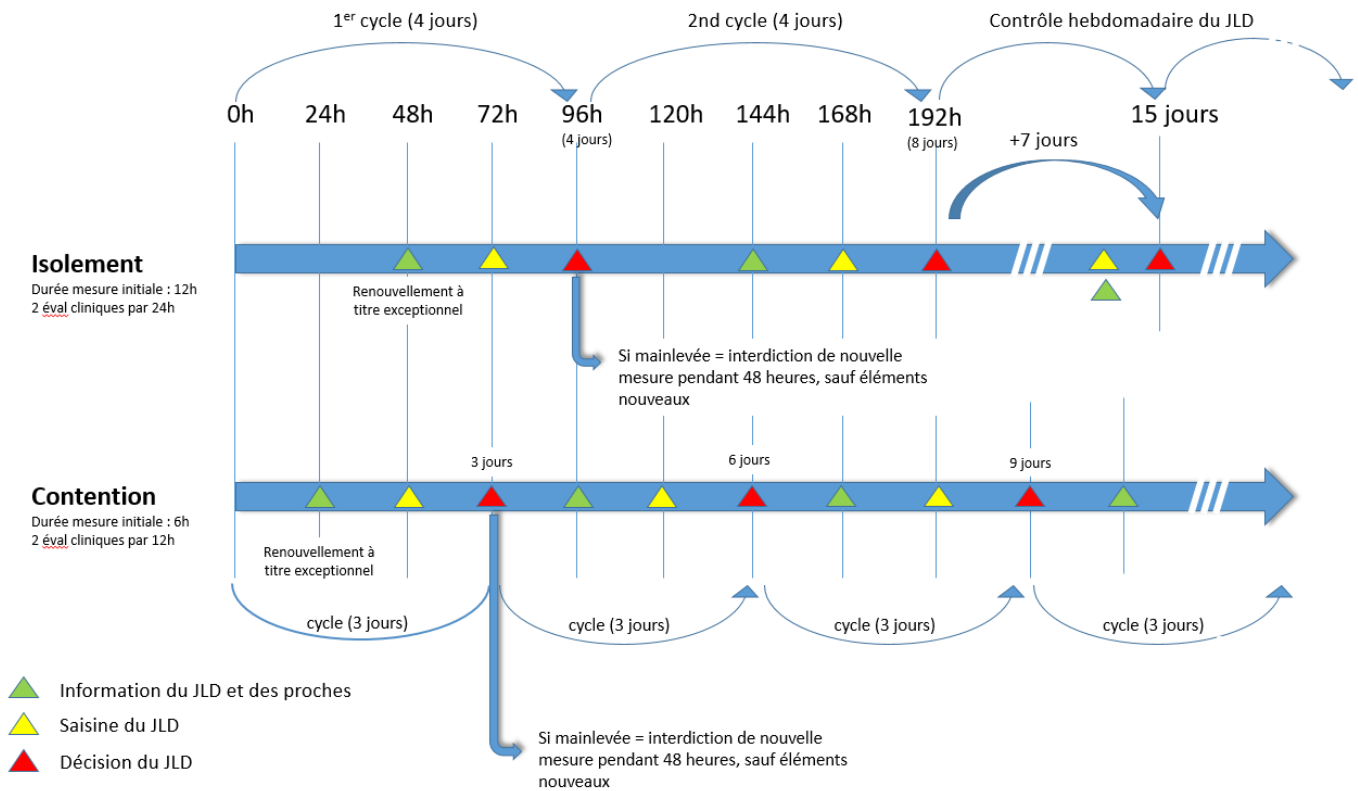 1er cycle (4 jours)
2nd cycle (4 jours)
Contrôle hebdomadaire du JLD
0h
24h
48h
72h
96h
(4 jours)
120h
144h
168h
192h
(8 jours)
15 jours
+7 jours
Isolement
Durée mesure initiale : 12h
2 éval cliniques par 24h
Renouvellement à
titre exceptionnel
Si mainlevée = interdiction de nouvelle
mesure pendant 48 heures, sauf éléments
nouveaux
3 jours
6 jours
9 jours
Contention
Durée mesure initiale : 6h
2 éval cliniques par 12h
Renouvellement à
titre exceptionnel
cycle (3 jours)
cycle (3 jours)
cycle (3 jours)
cycle (3 jours)
Information du JLD et des proches
Saisine du JLD
Décision du JLD
Si mainlevée = interdiction de nouvelle
mesure pendant 48 heures, sauf éléments
nouveaux